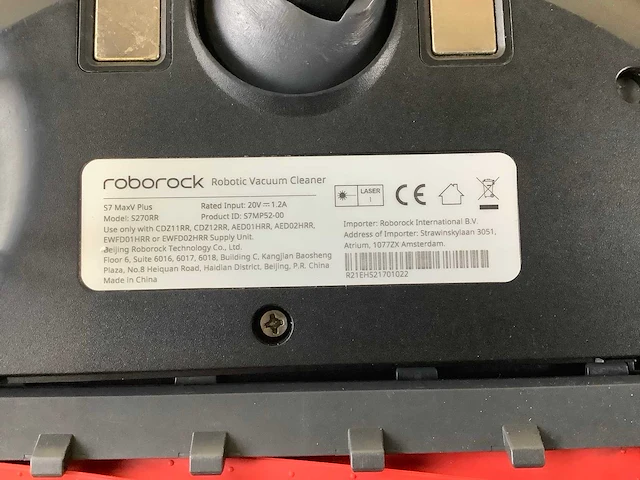 roborock Robotic Vacuum Cleaner
S7 MaxV Plus Rated Input: 20V⎓1.2A
Model: S270RR Product ID: S7MP52-00
Use only with CDZ11RR, CDZ12RR, AED01HRR, AED02HRR,
EWFD01HRR or EWFD02HRR Supply Unit.
Beijing Roborock Technology Co., Ltd.
Floor 6, Suite 6016, 6017, 6018, Building C, Kangjian Baosheng
Plaza, No.8 Heiquan Road, Haidian District, Beijing, P.R. China
Made in China
LASER
1
CE
Importer: Roborock International B.V.
Address of Importer: Strawinskylaan 3051,
Atrium, 1077ZX Amsterdam.
R21EHS21701022